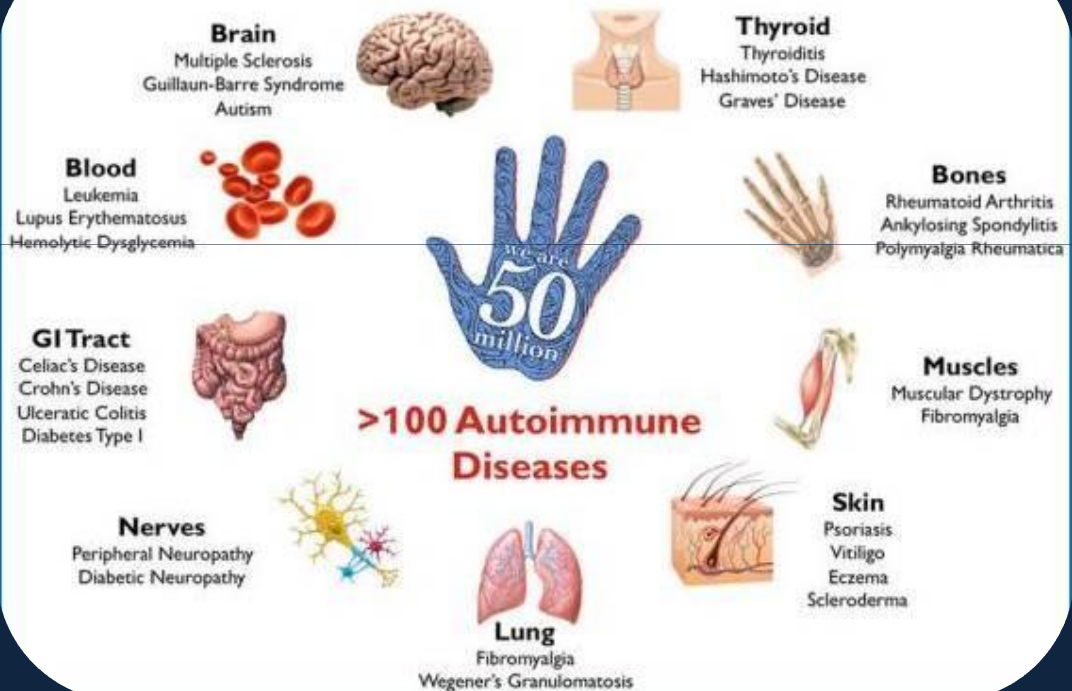 Brain
Multiple Sclerosis
Guillaun-Barre Syndrome
Autism
Thyroid
Thyroiditis
Hashimoto's Disease
Graves' Disease
Blood
Leukemia
Lupus Erythematosus
Hemolytic Dysglycemia
we are
50
million
Bones
Rheumatoid Arthritis
Ankylosing Spondylitis
Polymyalgia Rheumatica
GI Tract
Celiac's Disease
Crohn's Disease
Ulceratic Colitis
Diabetes Type I
>100 Autoimmune
Diseases
Muscles
Muscular Dystrophy
Fibromyalgia
Nerves
Peripheral Neuropathy
Diabetic Neuropathy
Skin
Psoriasis
Vitiligo
Eczema
Scleroderma
Lung
Fibromyalgia
Wegener's Granulomatosis